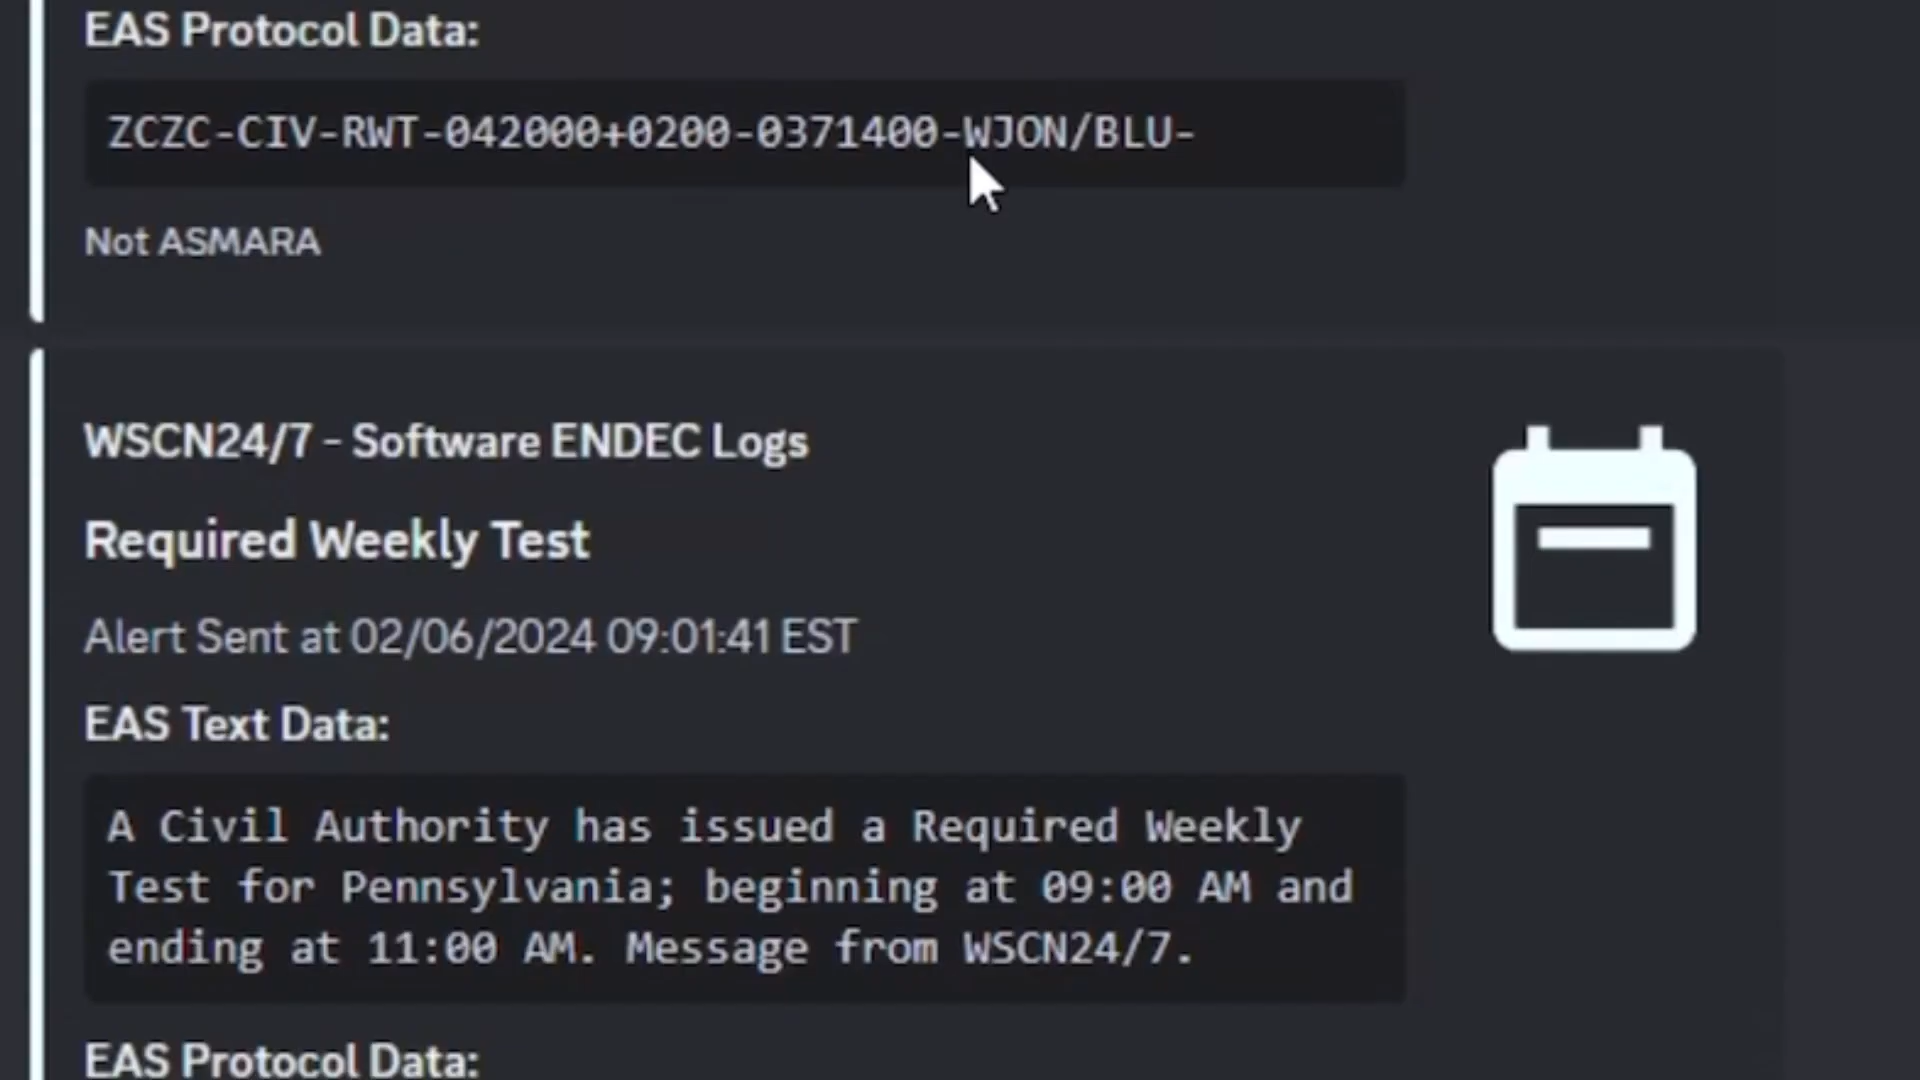 EAS Protocol Data:
ZCZC-CIV-RWT-042000+0200-0371400-WJON/BLU-
Not ASMARA
WSCN24/7 - Software ENDEC Logs
Required Weekly Test
Alert Sent at 02/06/2024 09:01:41 EST
EAS Text Data:
A Civil Authority has issued a Required Weekly
Test for Pennsylvania; beginning at 09:00 AM and
ending at 11:00 AM. Message from WSCN24/7.
EAS Protocol Data: